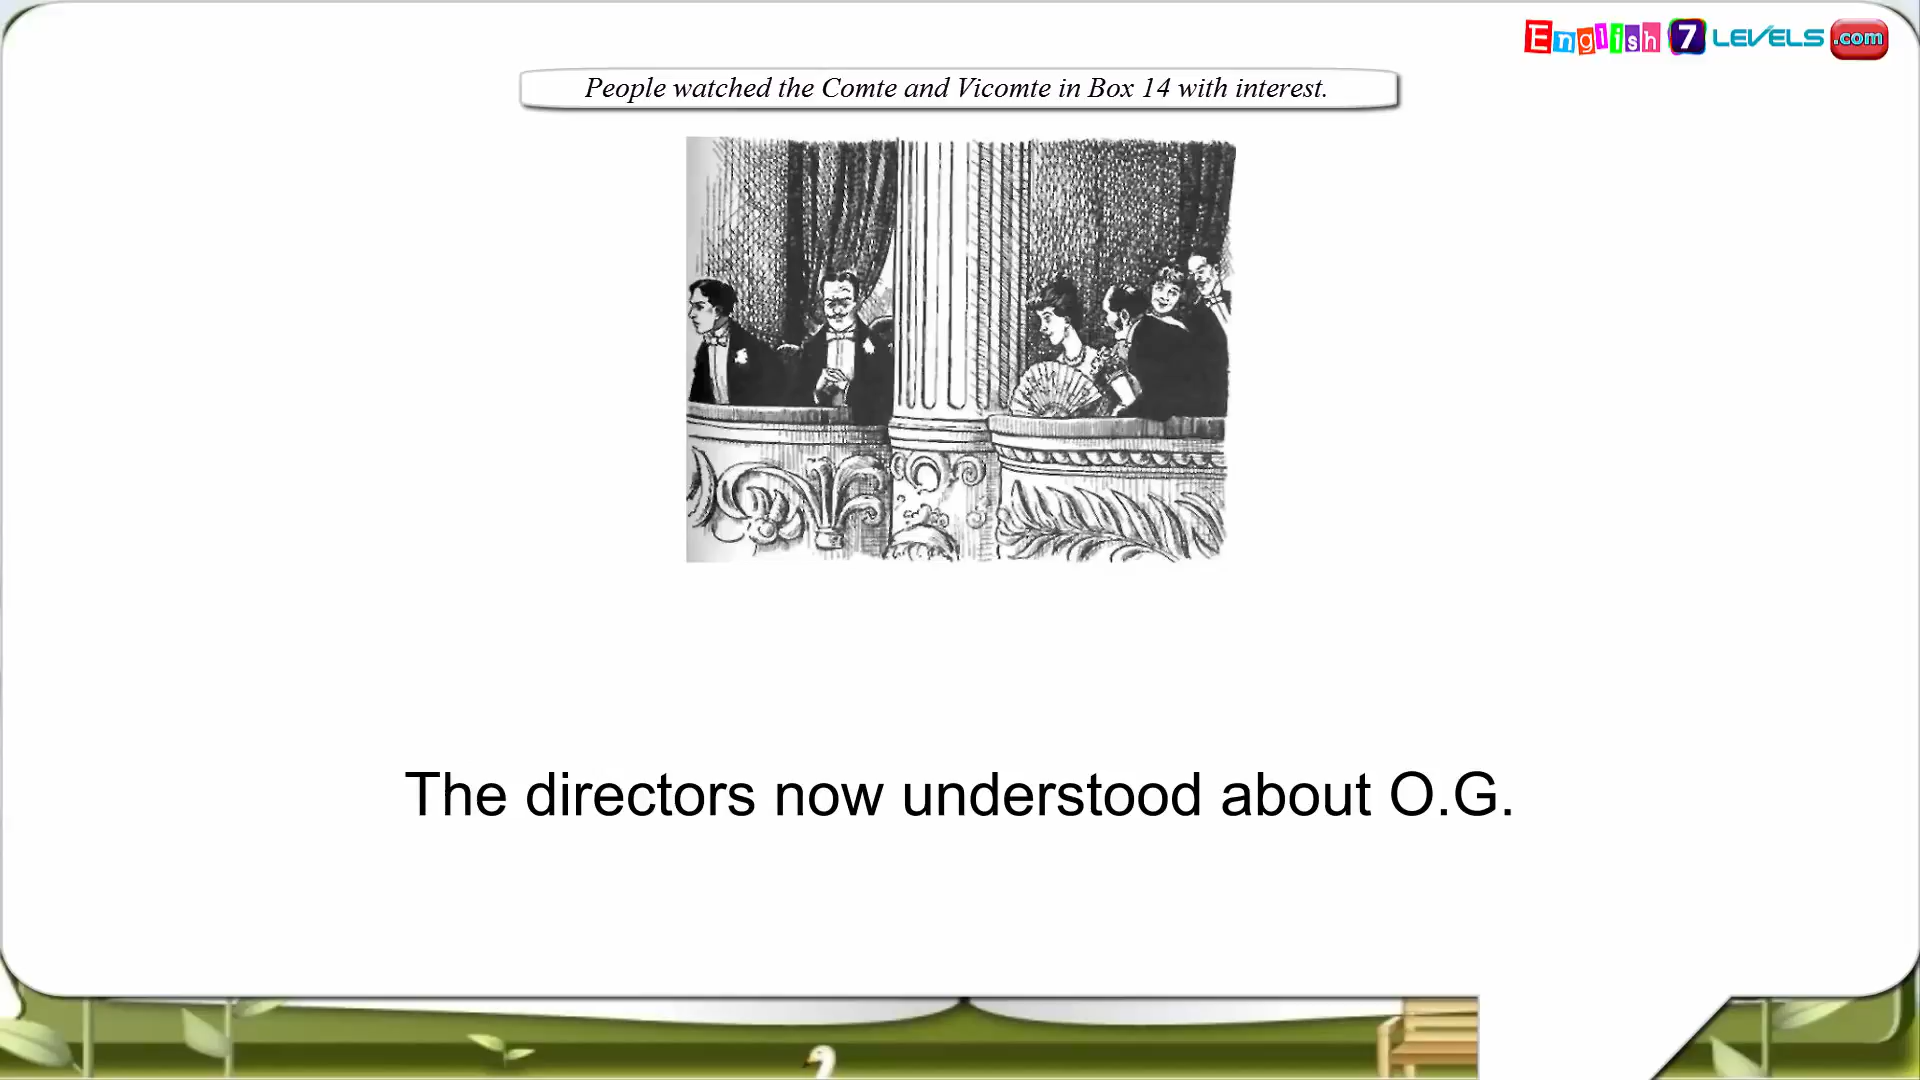 English 7 LEVELS .com
People watched the Comte and Vicomte in Box 14 with interest.
The directors now understood about O.G.